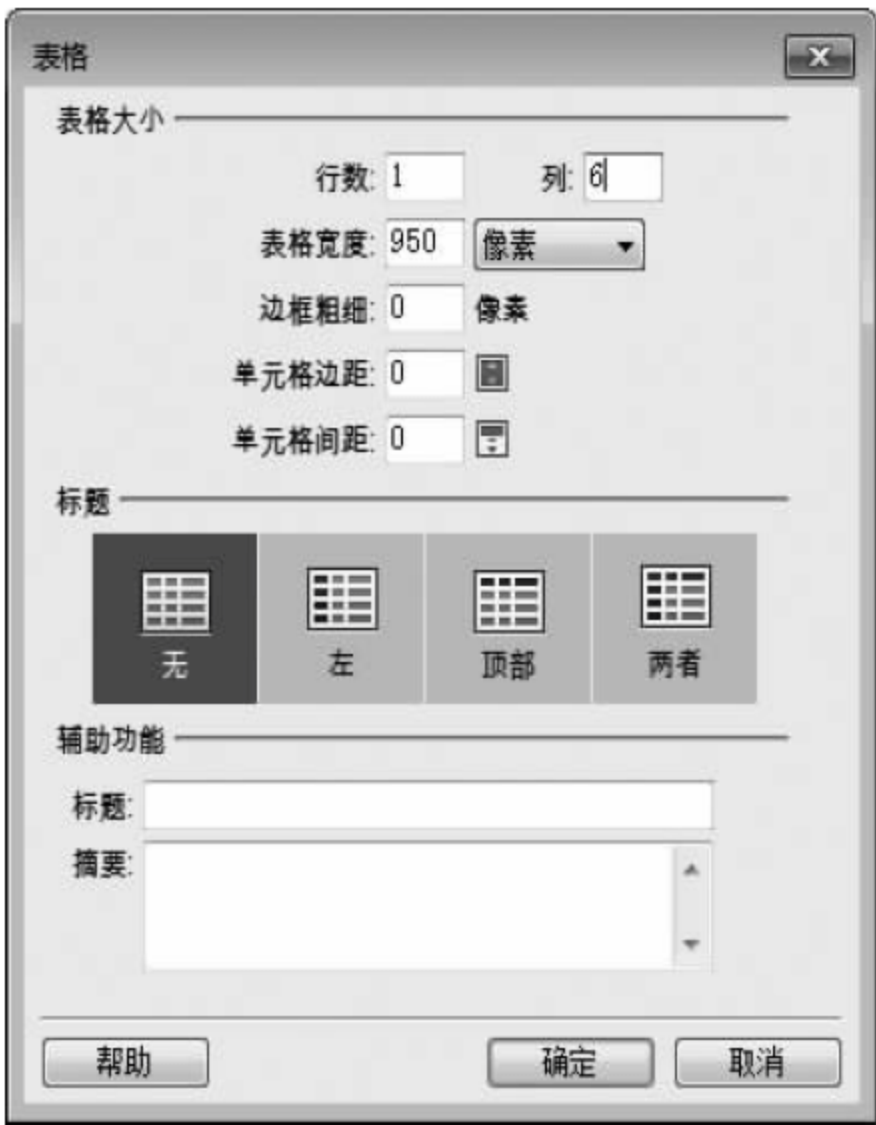 表格
表格大小
行数: 1 列: 6
表格宽度: 950 像素
边框粗细: 0 像素
单元格边距: 0
单元格间距: 0
标题
无 左 顶部 两者
辅助功能
标题:
摘要:
帮助 确定 取消